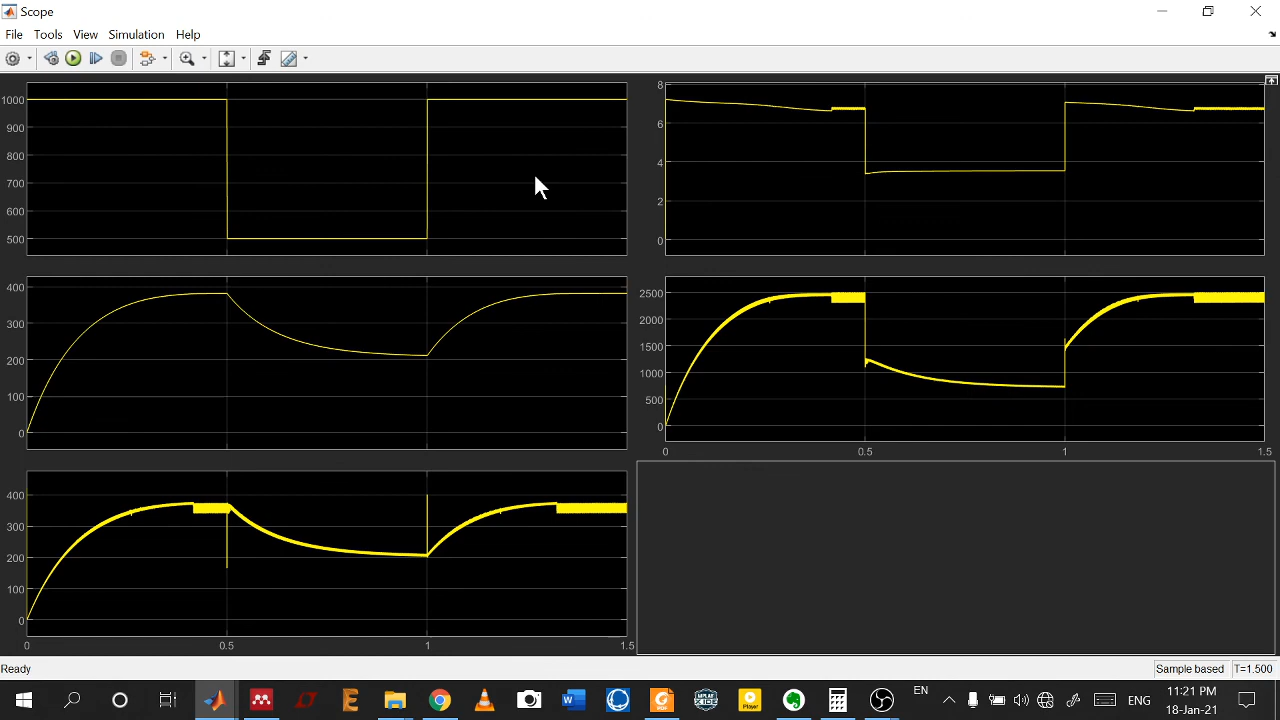 Scope
File Tools View Simulation Help
1000
900
800
700
600
500
8
6
4
2
0
400
300
200
100
0
2500
2000
1500
1000
500
0
0 0.5 1 1.5
400
300
200
100
0
0 0.5 1 1.5
Ready
Sample based T=1.500
EN
ENG
11:21 PM
18-Jan-21